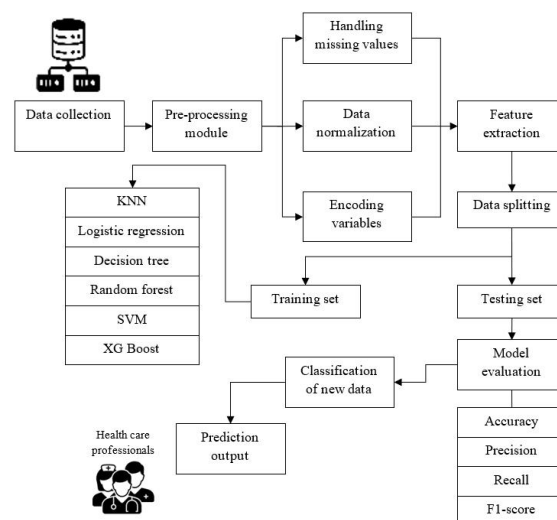 Handling
missing values
Data collection
Pre-processing
module
Data
normalization
Feature
extraction
KNN
Logistic regression
Decision tree
Random forest
SVM
XG Boost
Encoding
variables
Data splitting
Training set
Testing set
Classification
of new data
Model
evaluation
Health care
professionals
Prediction
output
Accuracy
Precision
Recall
F1-score